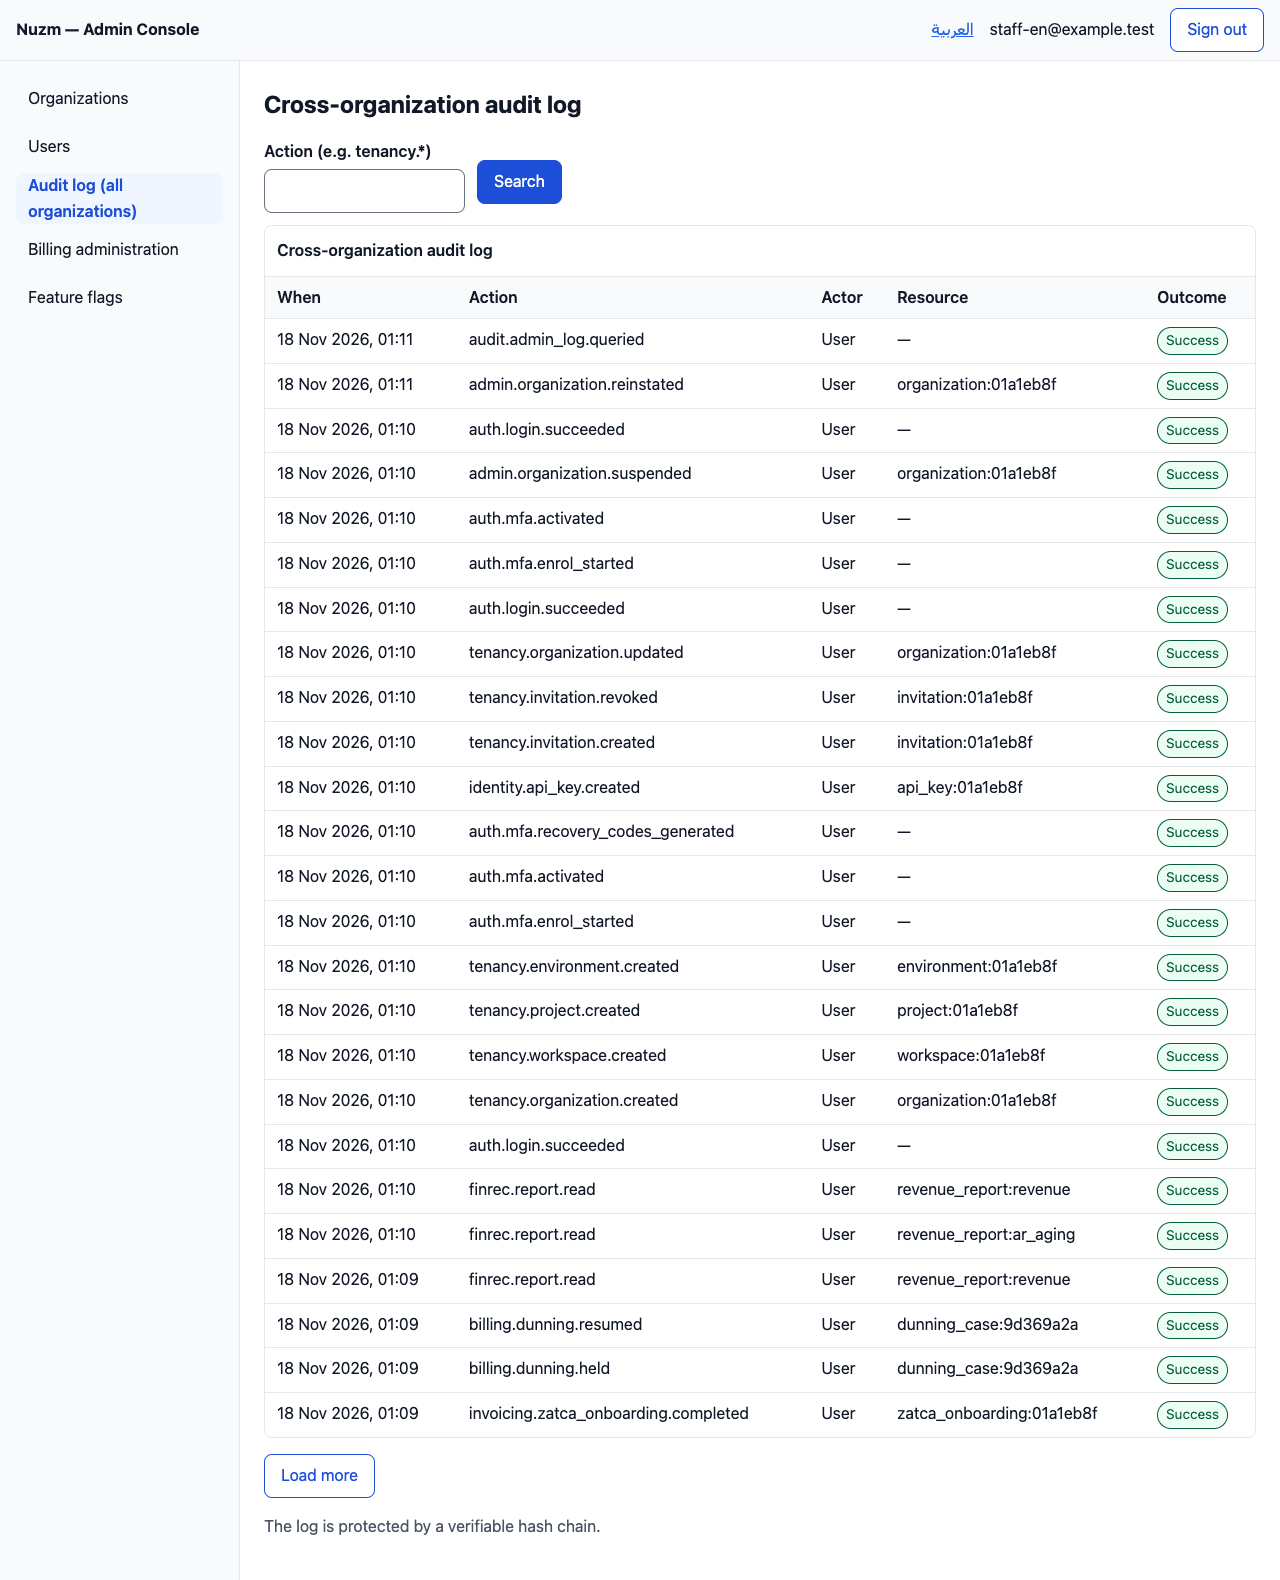 Nuzm — Admin Console
العربية
staff-en@example.test
Sign out
Organizations
Users
Audit log (all
organizations)
Billing administration
Feature flags
Cross-organization audit log
Action (e.g. tenancy.*)
Search
Cross-organization audit log
When Action Actor Resource Outcome
18 Nov 2026, 01:11 audit.admin_log.queried User — Success
18 Nov 2026, 01:11 admin.organization.reinstated User organization:01a1eb8f Success
18 Nov 2026, 01:10 auth.login.succeeded User — Success
18 Nov 2026, 01:10 admin.organization.suspended User organization:01a1eb8f Success
18 Nov 2026, 01:10 auth.mfa.activated User — Success
18 Nov 2026, 01:10 auth.mfa.enrol_started User — Success
18 Nov 2026, 01:10 auth.login.succeeded User — Success
18 Nov 2026, 01:10 tenancy.organization.updated User organization:01a1eb8f Success
18 Nov 2026, 01:10 tenancy.invitation.revoked User invitation:01a1eb8f Success
18 Nov 2026, 01:10 tenancy.invitation.created User invitation:01a1eb8f Success
18 Nov 2026, 01:10 identity.api_key.created User api_key:01a1eb8f Success
18 Nov 2026, 01:10 auth.mfa.recovery_codes_generated User — Success
18 Nov 2026, 01:10 auth.mfa.activated User — Success
18 Nov 2026, 01:10 auth.mfa.enrol_started User — Success
18 Nov 2026, 01:10 tenancy.environment.created User environment:01a1eb8f Success
18 Nov 2026, 01:10 tenancy.project.created User project:01a1eb8f Success
18 Nov 2026, 01:10 tenancy.workspace.created User workspace:01a1eb8f Success
18 Nov 2026, 01:10 tenancy.organization.created User organization:01a1eb8f Success
18 Nov 2026, 01:10 auth.login.succeeded User — Success
18 Nov 2026, 01:10 finrec.report.read User revenue_report:revenue Success
18 Nov 2026, 01:10 finrec.report.read User revenue_report:ar_aging Success
18 Nov 2026, 01:09 finrec.report.read User revenue_report:revenue Success
18 Nov 2026, 01:09 billing.dunning.resumed User dunning_case:9d369a2a Success
18 Nov 2026, 01:09 billing.dunning.held User dunning_case:9d369a2a Success
18 Nov 2026, 01:09 invoicing.zatca_onboarding.completed User zatca_onboarding:01a1eb8f Success
Load more
The log is protected by a verifiable hash chain.